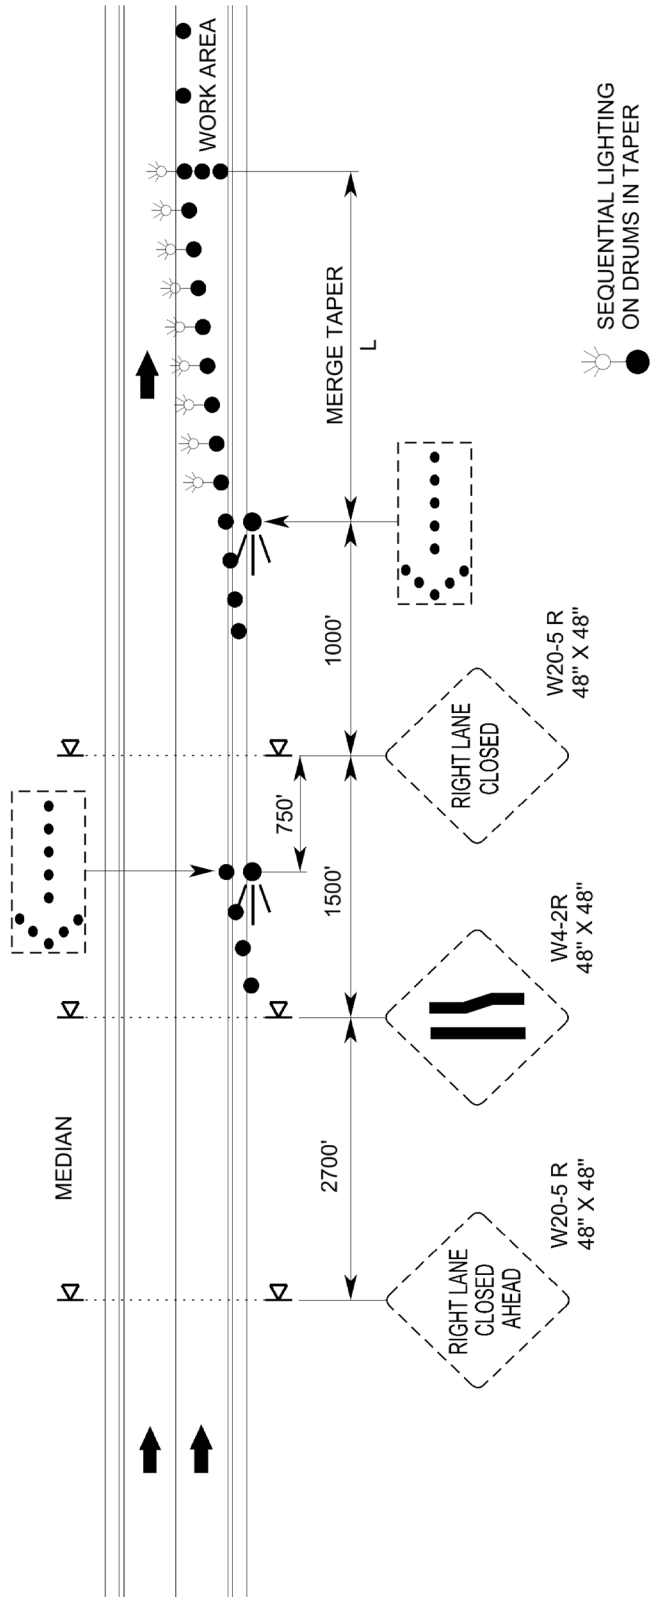 WORK AREA
SEQUENTIAL LIGHTING
ON DRUMS IN TAPER
MERGE TAPER
L
1000'
W20-5 R
48" X 48"
RIGHT LANE
CLOSED
750'
1500'
W4-2R
48" X 48"
MEDIAN
2700'
W20-5 R
48" X 48"
RIGHT LANE
CLOSED
AHEAD